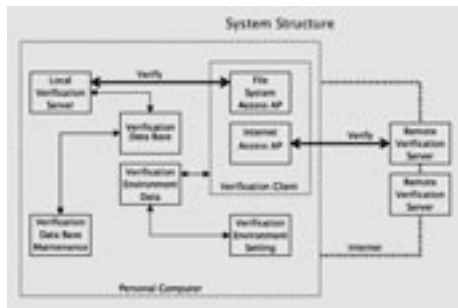 System Structure
Local
Verification
Server
Verify
File
System
Access AP
Verification
Data Base
Internet
Access AP
Verify
Remote
Verification
Server
Verification
Environment
Data
Verification Client
Remote
Verification
Server
Verification
Data Base
Maintenence
Verification
Environment
Setting
Internet
Personal Computer